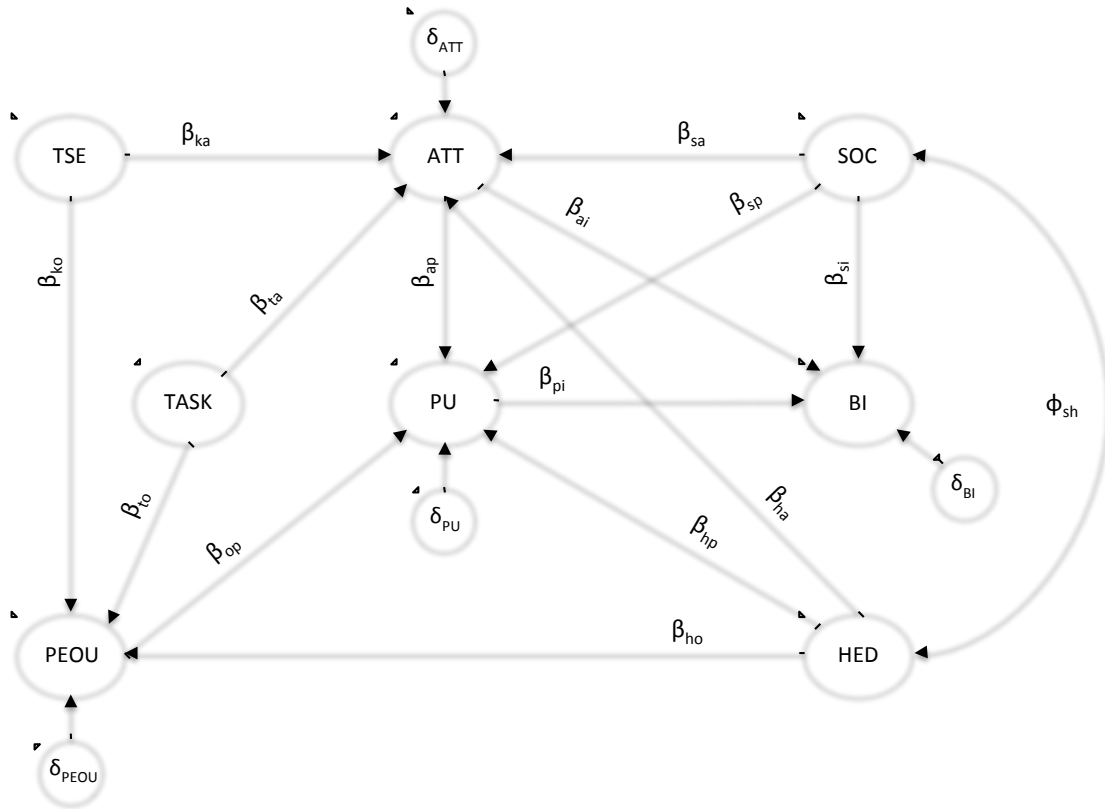 δATT
βka
βsa
TSE
ATT
SOC
βai
βsp
βko
βap
βsi
βta
TASK
PU
βpi
BI
ϕsh
βto
δPU
δBI
βha
βop
βhp
PEOU
βho
HED
δPEOU